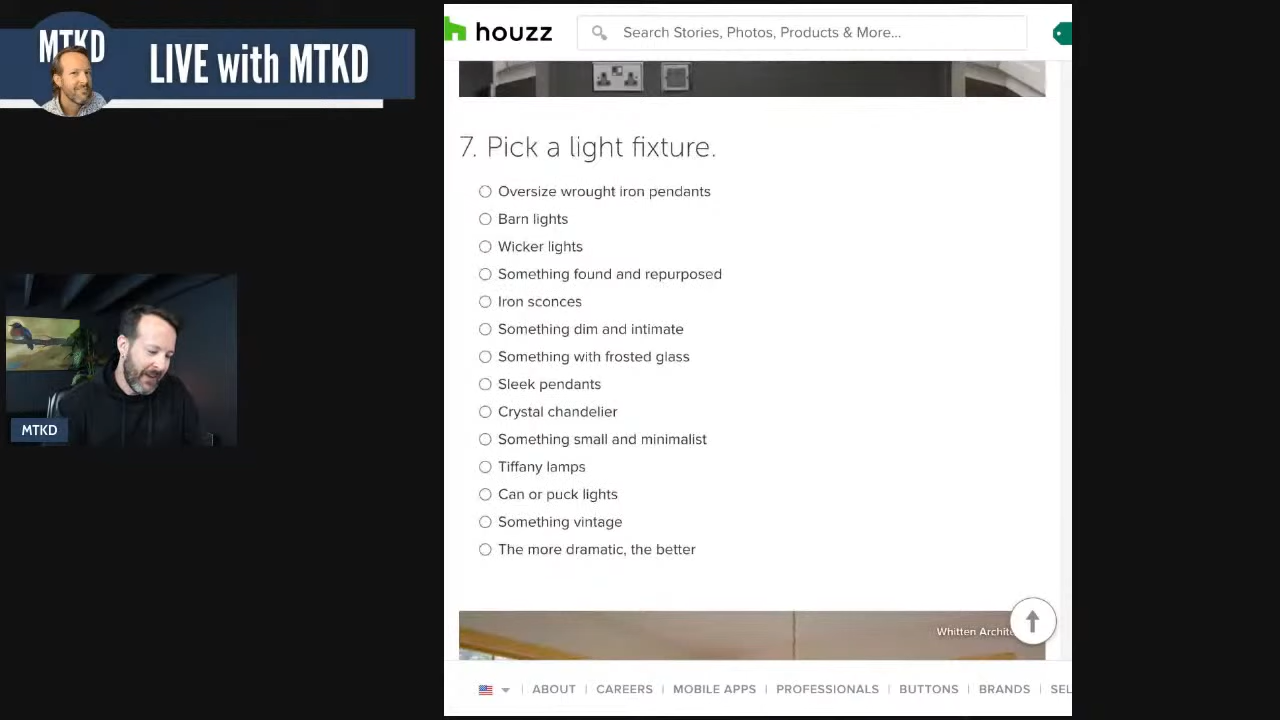 MTKD
LIVE with MTKD
houzz
Search Stories, Photos, Products & More...
7. Pick a light fixture.
Oversize wrought iron pendants
Barn lights
Wicker lights
Something found and repurposed
Iron sconces
Something dim and intimate
Something with frosted glass
Sleek pendants
Crystal chandelier
Something small and minimalist
Tiffany lamps
Can or puck lights
Something vintage
The more dramatic, the better
MTKD
Whitten Archite
ABOUT | CAREERS | MOBILE APPS | PROFESSIONALS | BUTTONS | BRANDS | SEL